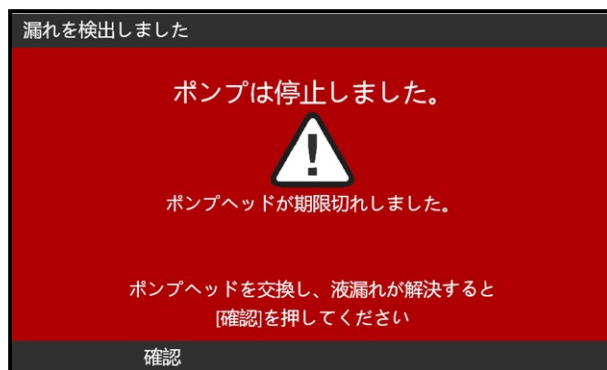 漏れを検出しました
ポンプは停止しました。
ポンプヘッドが期限切れしました。
ポンプヘッドを交換し、液漏れが解決すると
[確認]を押してください
確認